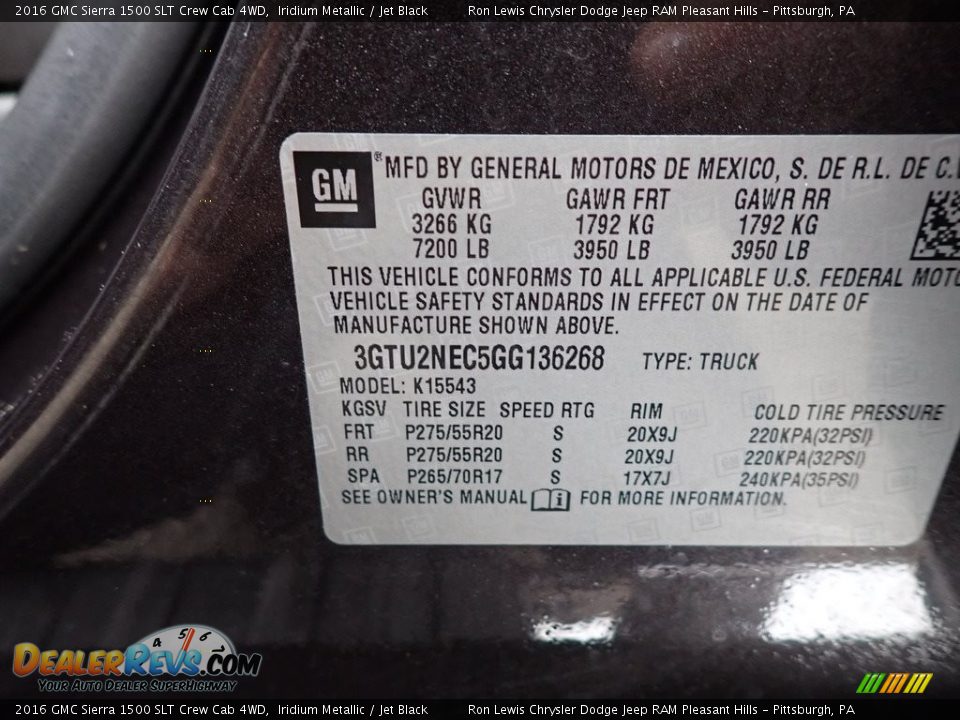 2016 GMC Sierra 1500 SLT Crew Cab 4WD,  Iridium Metallic / Jet Black    Ron Lewis Chrysler Dodge Jeep RAM Pleasant Hills - Pittsburgh, PA
GM® MFD BY GENERAL MOTORS DE MEXICO, S. DE R.L. DE C.
GVWR GAWR FRT GAWR RR
3266 KG 1792 KG 1792 KG
7200 LB 3950 LB 3950 LB
THIS VEHICLE CONFORMS TO ALL APPLICABLE U.S. FEDERAL MOTO
VEHICLE SAFETY STANDARDS IN EFFECT ON THE DATE OF
MANUFACTURE SHOWN ABOVE.
3GTU2NEC5GG136268 TYPE: TRUCK
MODEL: K15543
KGSV TIRE SIZE SPEED RTG RIM COLD TIRE PRESSURE
FRT P275/55R20 S 20X9J 220KPA(32PSI)
RR P275/55R20 S 20X9J 220KPA(32PSI)
SPA P265/70R17 S 17X7J 240KPA(35PSI)
SEE OWNER'S MANUAL i FOR MORE INFORMATION.
4 5 6
DEALERREVS.COM
YOUR AUTO DEALER SUPERHIGHWAY
2016 GMC Sierra 1500 SLT Crew Cab 4WD,  Iridium Metallic / Jet Black    Ron Lewis Chrysler Dodge Jeep RAM Pleasant Hills - Pittsburgh, PA